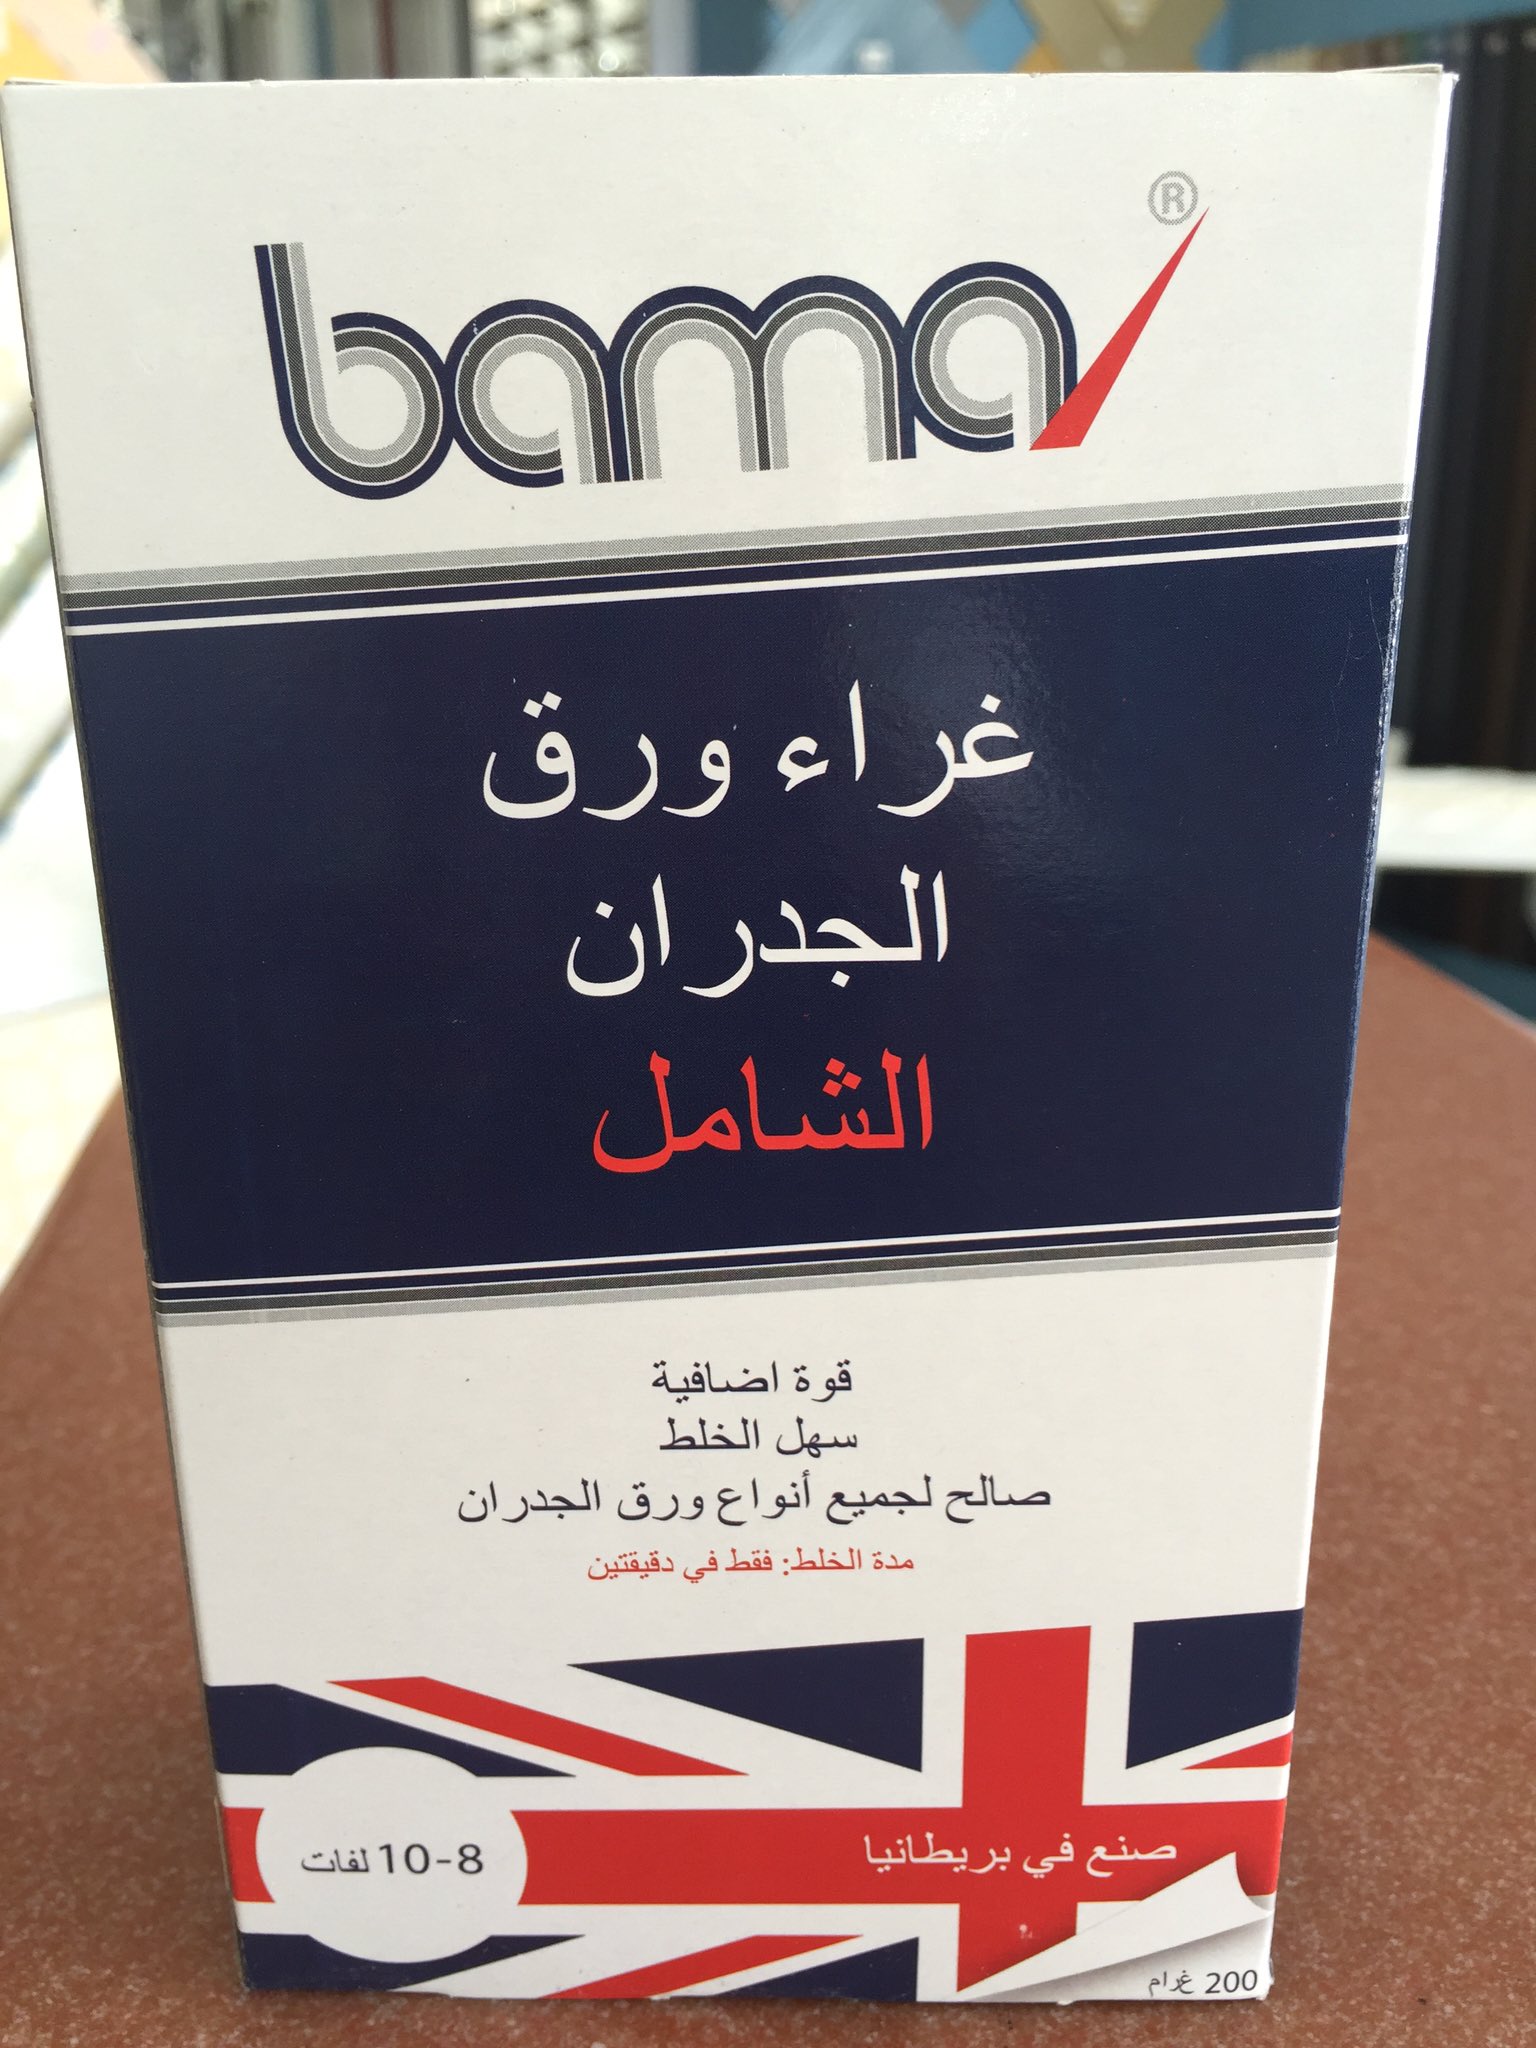 bama®
غراء ورق
الجدران
الشامل
قوة اضافية
سهل الخلط
صالح لجميع أنواع ورق الجدران
مدة الخلط: فقط في دقيقتين
صنع في بريطانيا
8-10 لفات
200 غرام